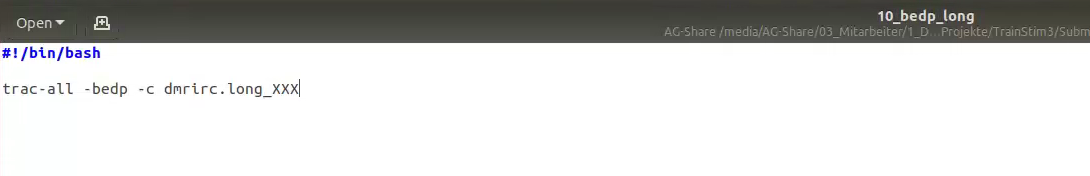 Open
10_bedp_long
AG-Share /media/AG-Share/03_Mitarbeiter/1_D…Projekte/TrainStim3/Subm
#!/bin/bash
trac-all -bedp -c dmrirc.long_XXX